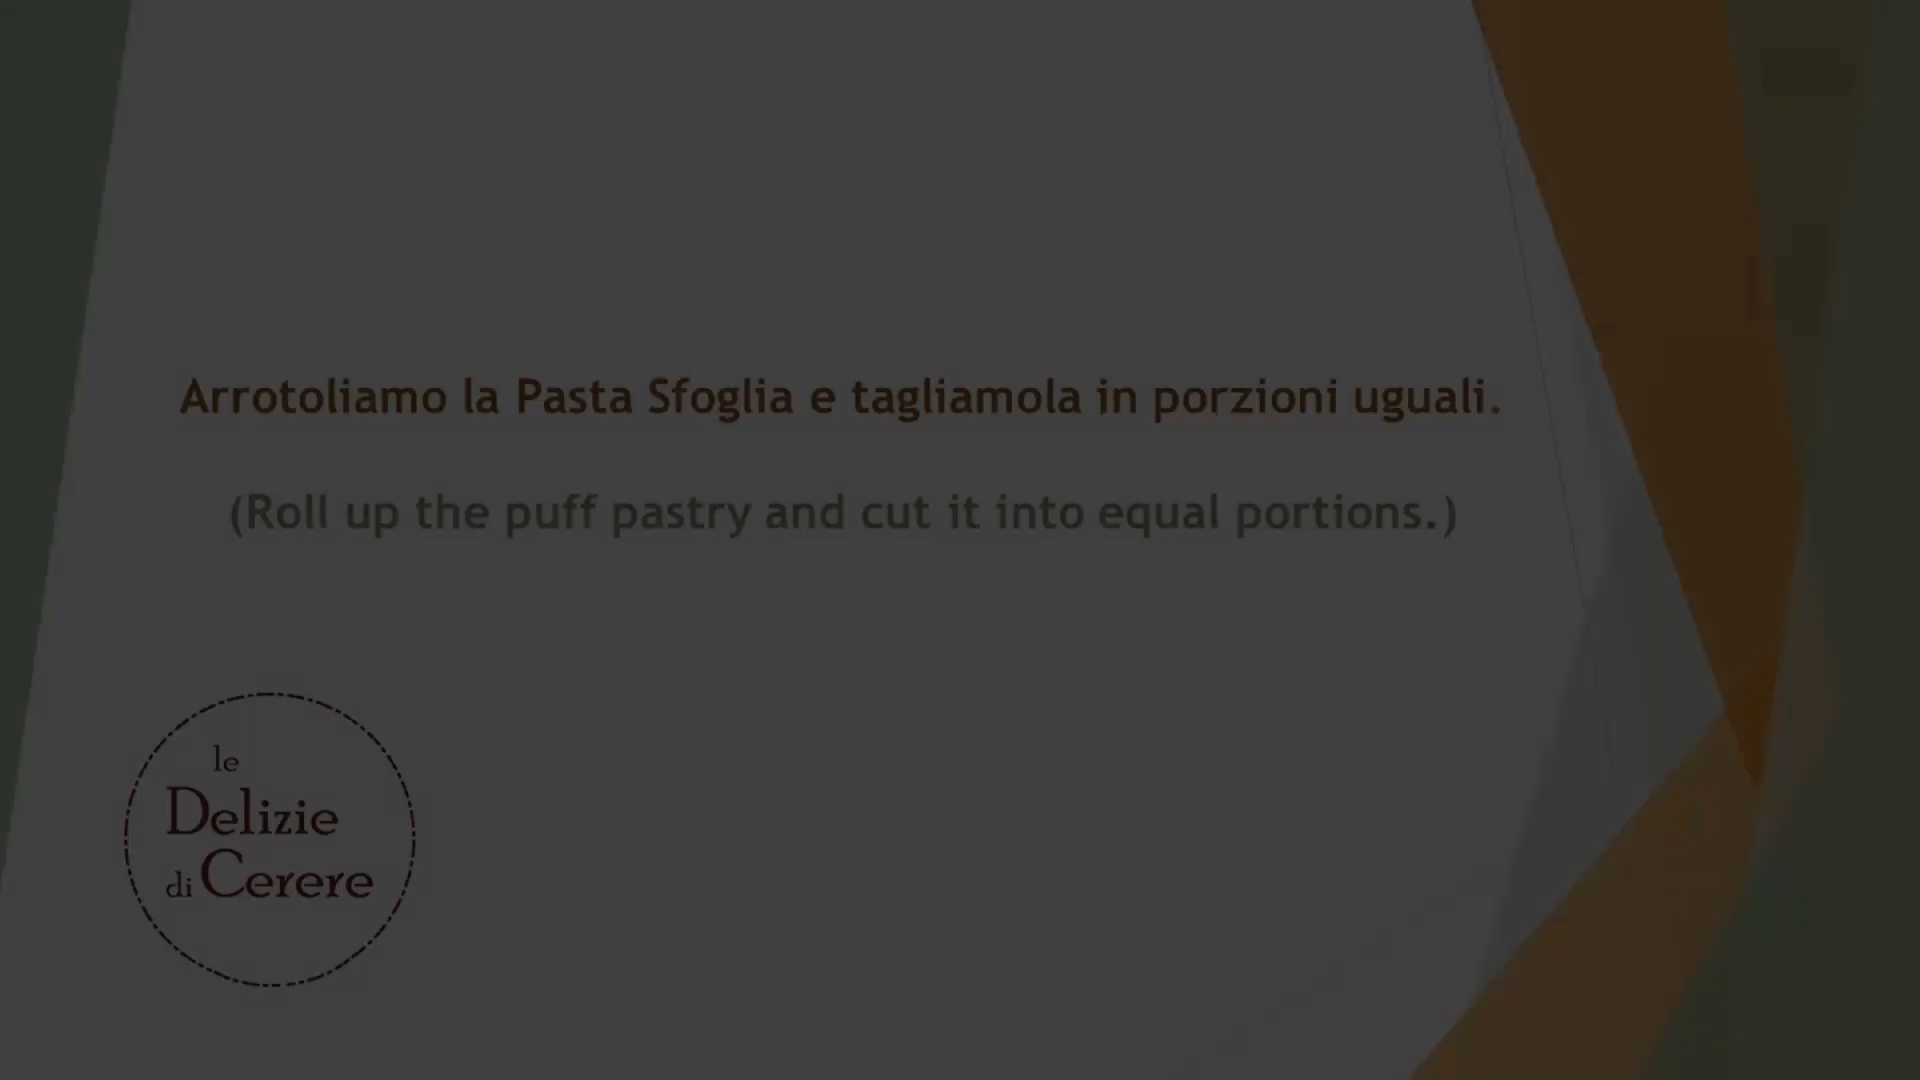 Arrotoliamo la Pasta Sfoglia e tagliamola in porzioni uguali.
(Roll up the puff pastry and cut it into equal portions.)
le
Delizie
di Cerere